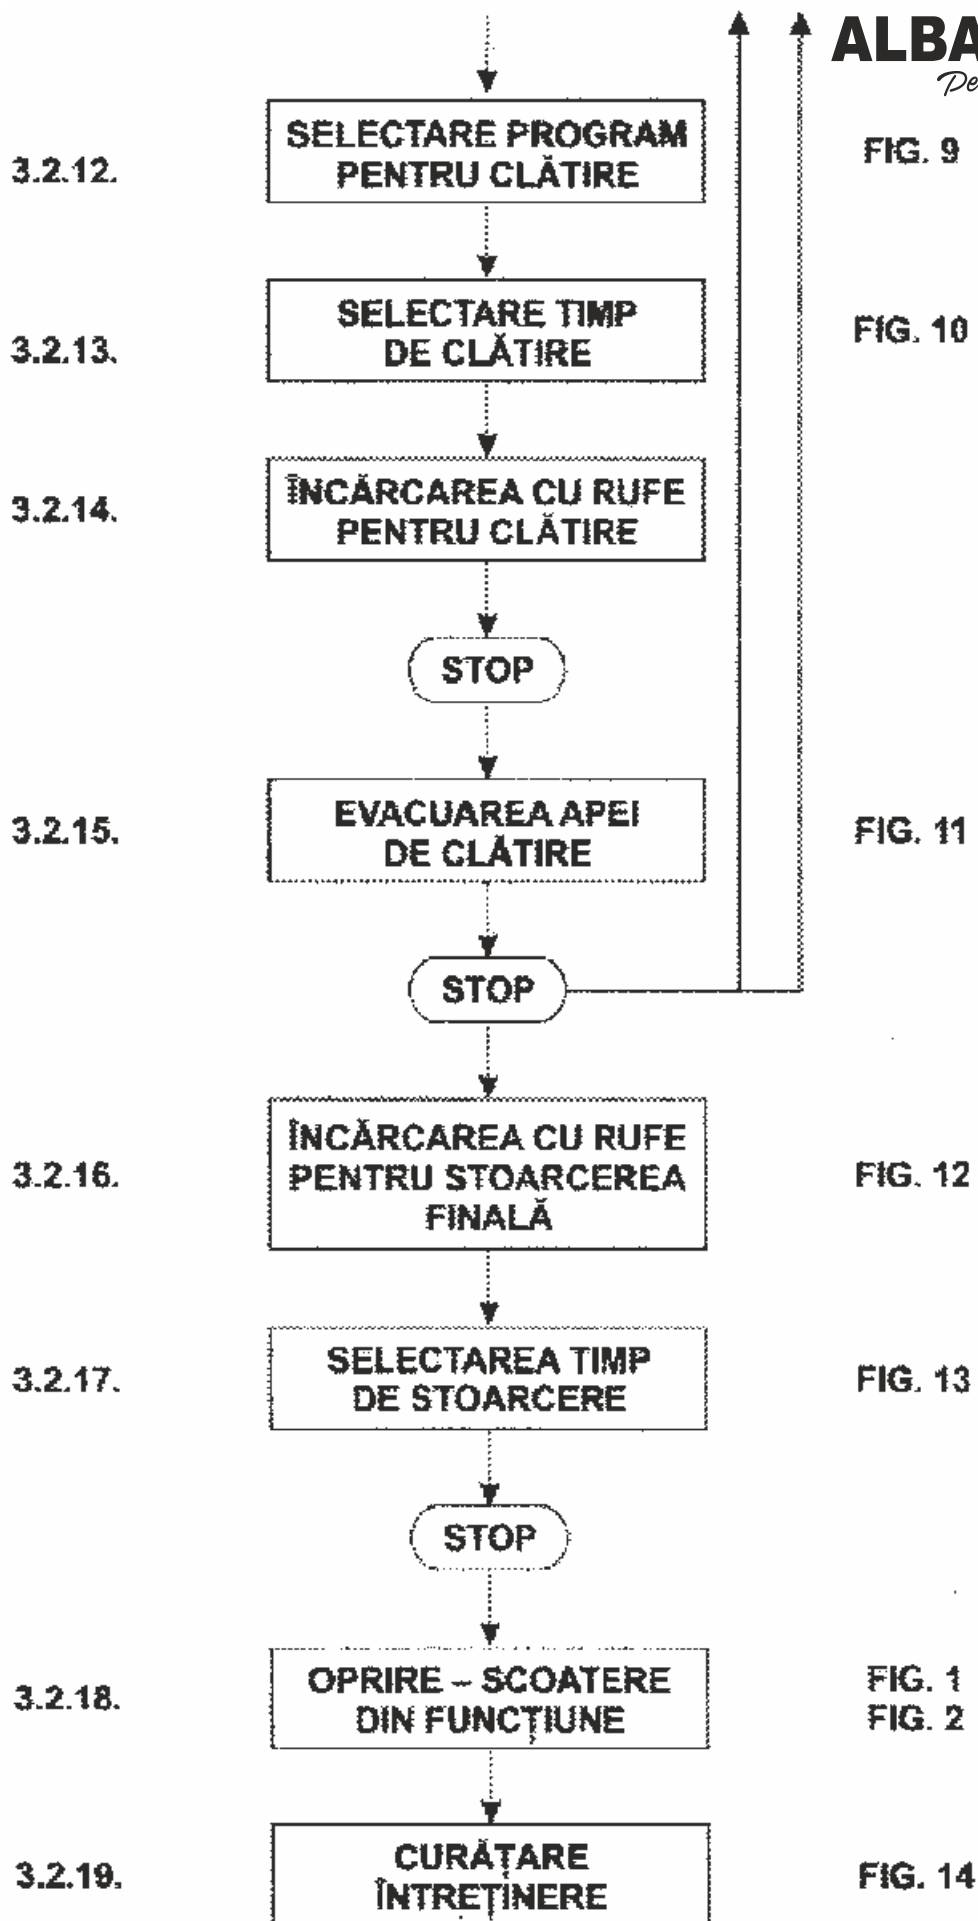 ALBA
Pe
3.2.12.
SELECTARE PROGRAM
PENTRU CLĂTIRE
FIG. 9
3.2.13.
SELECTARE TIMP
DE CLĂTIRE
FIG. 10
3.2.14.
ÎNCĂRCAREA CU RUFE
PENTRU CLĂTIRE
STOP
3.2.15.
EVACUAREA APEI
DE CLĂTIRE
FIG. 11
STOP
3.2.16.
ÎNCĂRCAREA CU RUFE
PENTRU STOARCEREA
FINALĂ
FIG. 12
3.2.17.
SELECTAREA TIMP
DE STOARCERE
FIG. 13
STOP
3.2.18.
OPRIRE – SCOATERE
DIN FUNCȚIUNE
FIG. 1
FIG. 2
3.2.19.
CURĂȚARE
ÎNTREȚINERE
FIG. 14